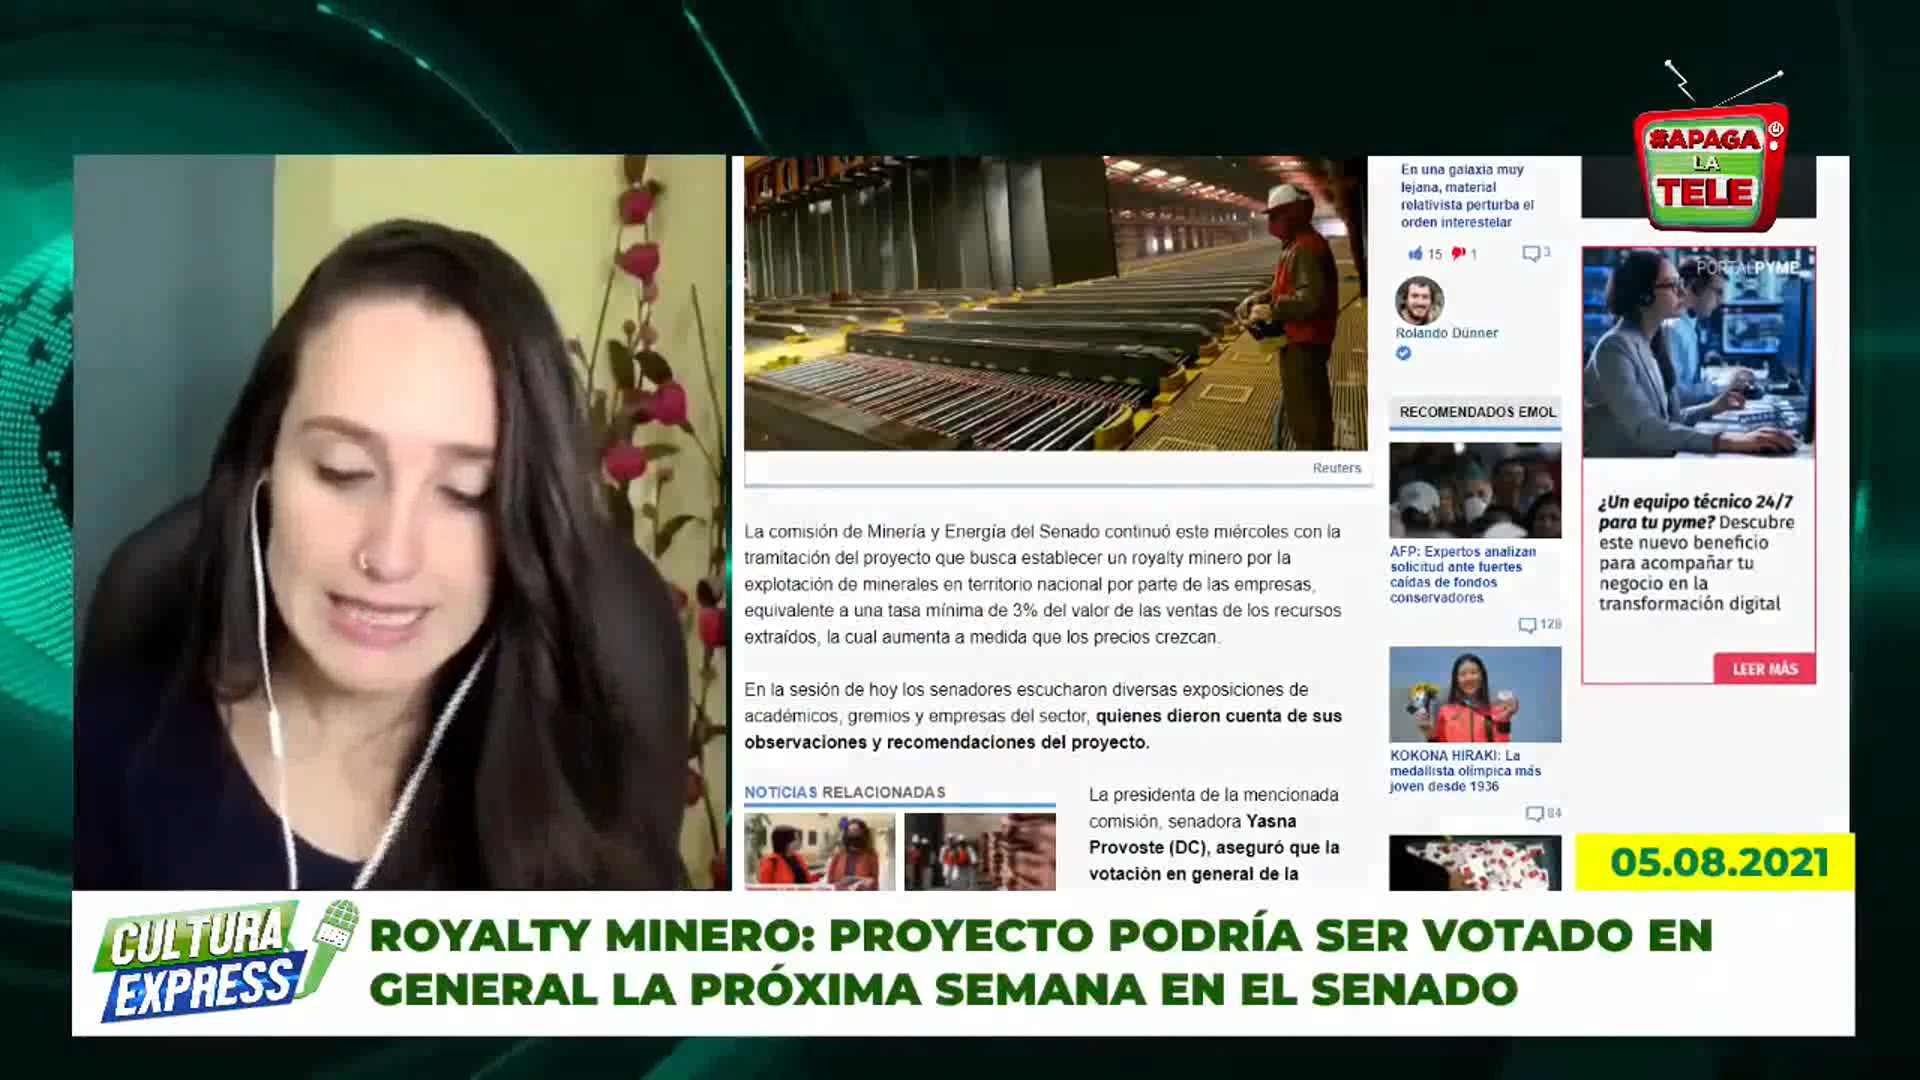 #APAGA
LA
TELE
En una galaxia muy
lejana, material
relativista perturba el
orden interestelar
15 1 3
Rolando Dünner
RECOMENDADOS EMOL
AFP: Expertos analizan
solicitud ante fuertes
caídas de fondos
conservadores
128
KOKONA HIRAKI: La
medallista olímpica más
joven desde 1936
84
PORTALPYME
¿Un equipo técnico 24/7
para tu pyme? Descubre
este nuevo beneficio
para acompañar tu
negocio en la
transformación digital
LEER MÁS
Reuters
La comisión de Minería y Energía del Senado continuó este miércoles con la
tramitación del proyecto que busca establecer un royalty minero por la
explotación de minerales en territorio nacional por parte de las empresas,
equivalente a una tasa mínima de 3% del valor de las ventas de los recursos
extraídos, la cual aumenta a medida que los precios crezcan.
En la sesión de hoy los senadores escucharon diversas exposiciones de
académicos, gremios y empresas del sector, quienes dieron cuenta de sus
observaciones y recomendaciones del proyecto.
NOTICIAS RELACIONADAS
La presidenta de la mencionada
comisión, senadora Yasna
Provoste (DC), aseguró que la
votación en general de la
05.08.2021
CULTURA
EXPRESS
ROYALTY MINERO: PROYECTO PODRÍA SER VOTADO EN
GENERAL LA PRÓXIMA SEMANA EN EL SENADO